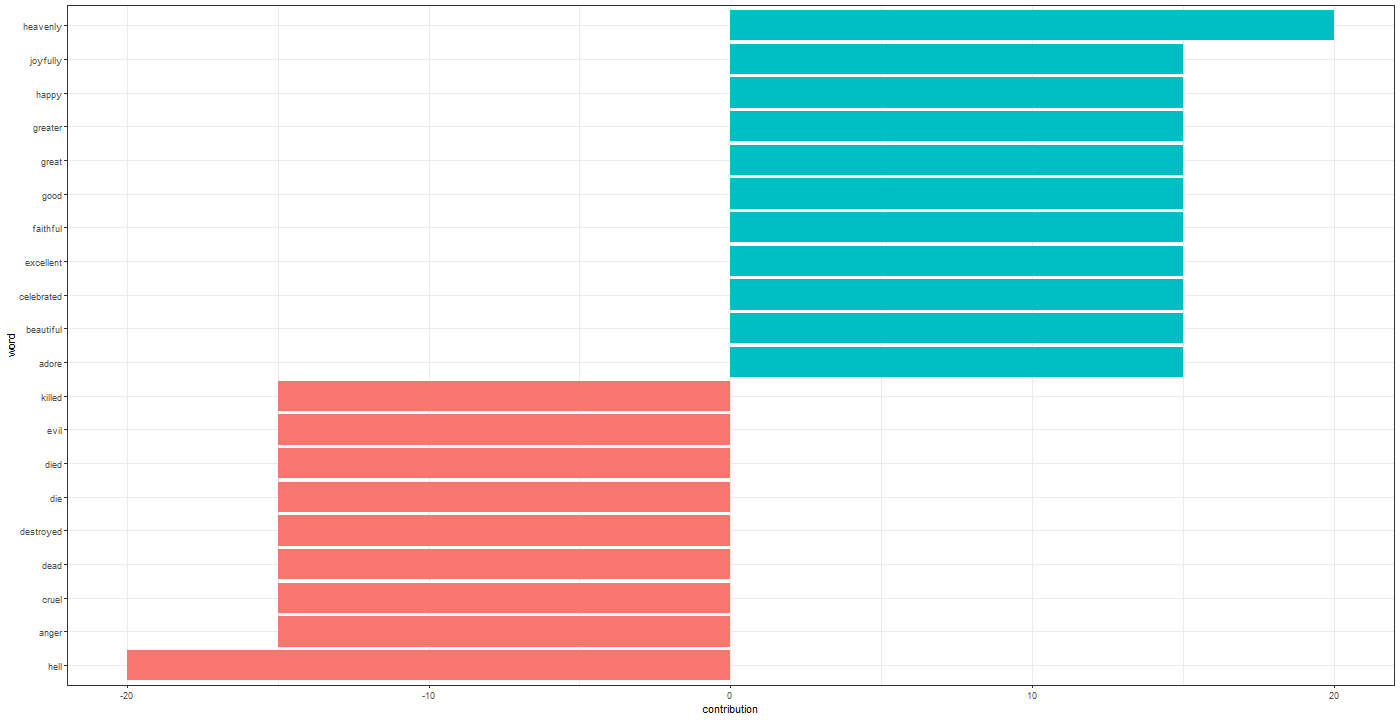 heavenly
joyfully
happy
greater
great
good
faithful
excellent
celebrated
beautiful
adore
killed
evil
died
die
destroyed
dead
cruel
anger
hell
word
-20 -10 0 10 20
contribution